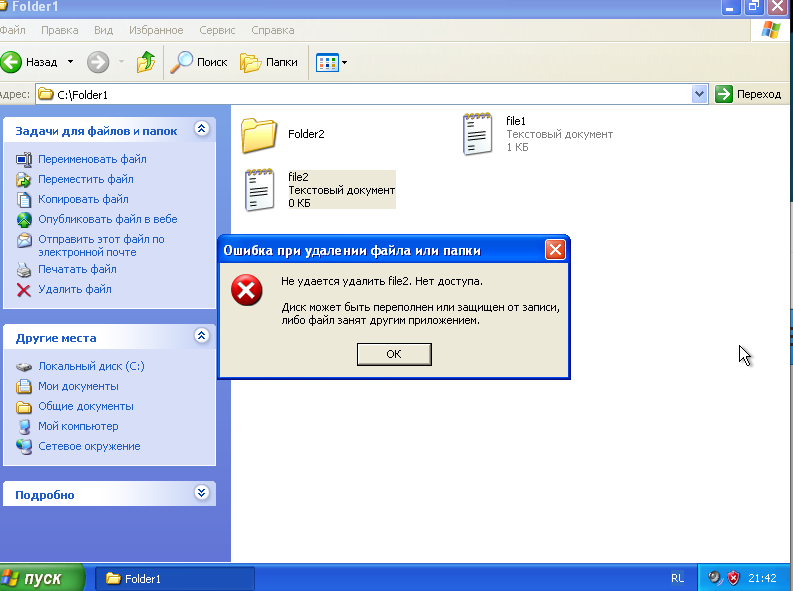 Folder1
Файл Правка Вид Избранное Сервис Справка
Назад Поиск Папки
Адрес: C:\Folder1 Переход
Задачи для файлов и папок
Переименовать файл
Переместить файл
Копировать файл
Опубликовать файл в вебе
Отправить этот файл по
электронной почте
Печатать файл
Удалить файл
Другие места
Локальный диск (C:)
Мои документы
Общие документы
Мой компьютер
Сетевое окружение
Подробно
Folder2
file1
Текстовый документ
1 КБ
file2
Текстовый документ
0 КБ
Ошибка при удалении файла или папки
Не удается удалить file2. Нет доступа.
Диск может быть переполнен или защищен от записи,
либо файл занят другим приложением.
OK
пуск Folder1 RL 21:42